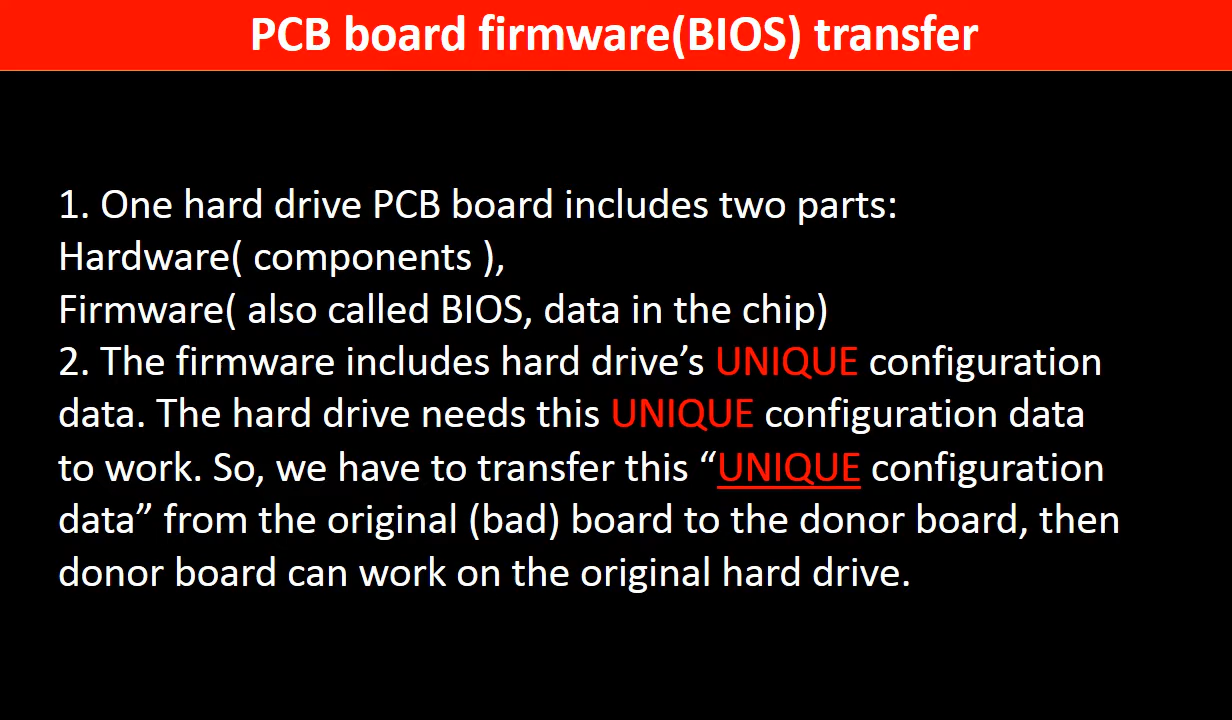 PCB board firmware(BIOS) transfer
1. One hard drive PCB board includes two parts:
Hardware( components ),
Firmware( also called BIOS, data in the chip)
2. The firmware includes hard drive’s UNIQUE configuration
data. The hard drive needs this UNIQUE configuration data
to work. So, we have to transfer this “UNIQUE configuration
data” from the original (bad) board to the donor board, then
donor board can work on the original hard drive.